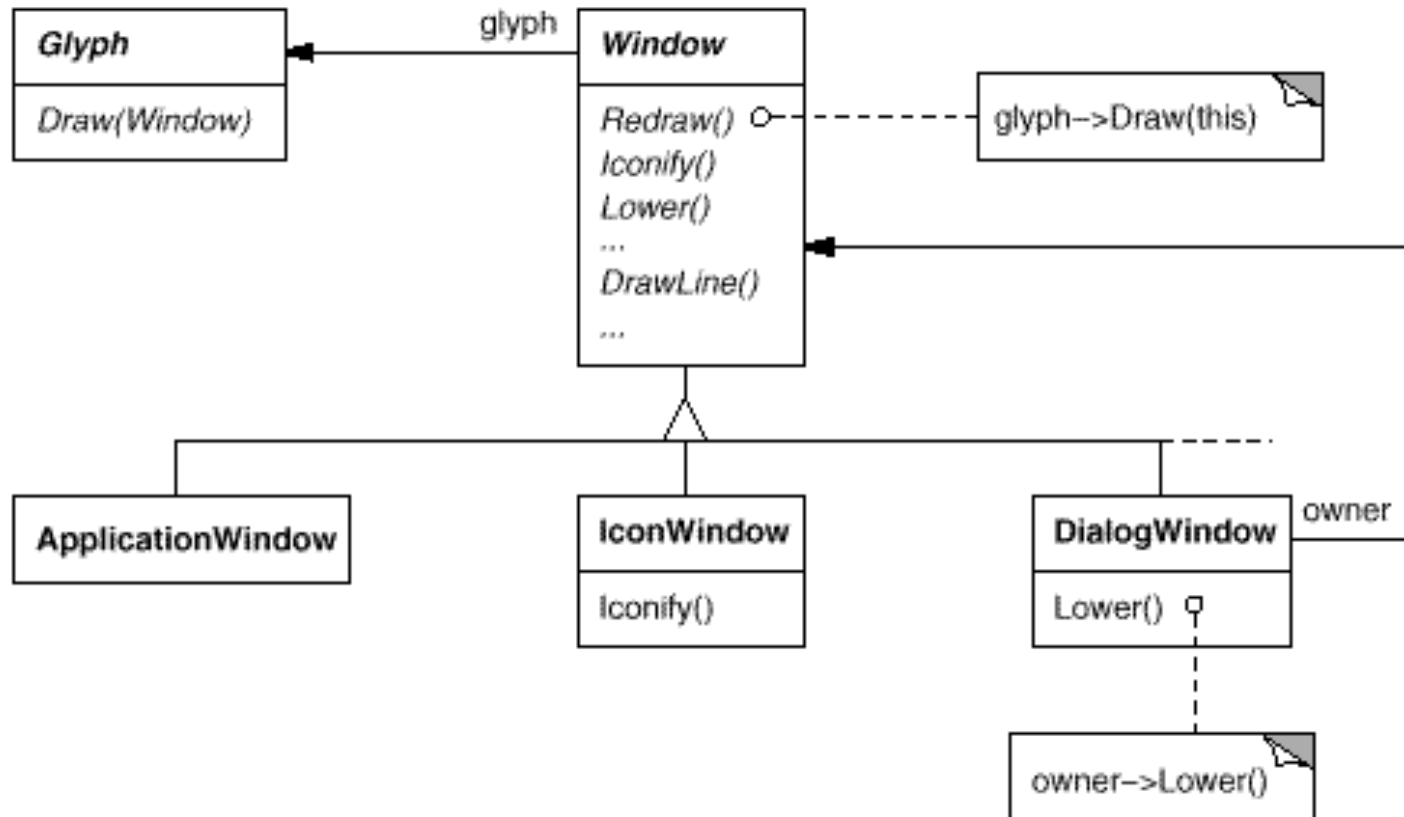 Glyph
Draw(Window)
glyph
Window
Redraw()
Iconify()
Lower()
...
DrawLine()
...
glyph–>Draw(this)
ApplicationWindow
IconWindow
Iconify()
DialogWindow
Lower()
owner
owner–>Lower()